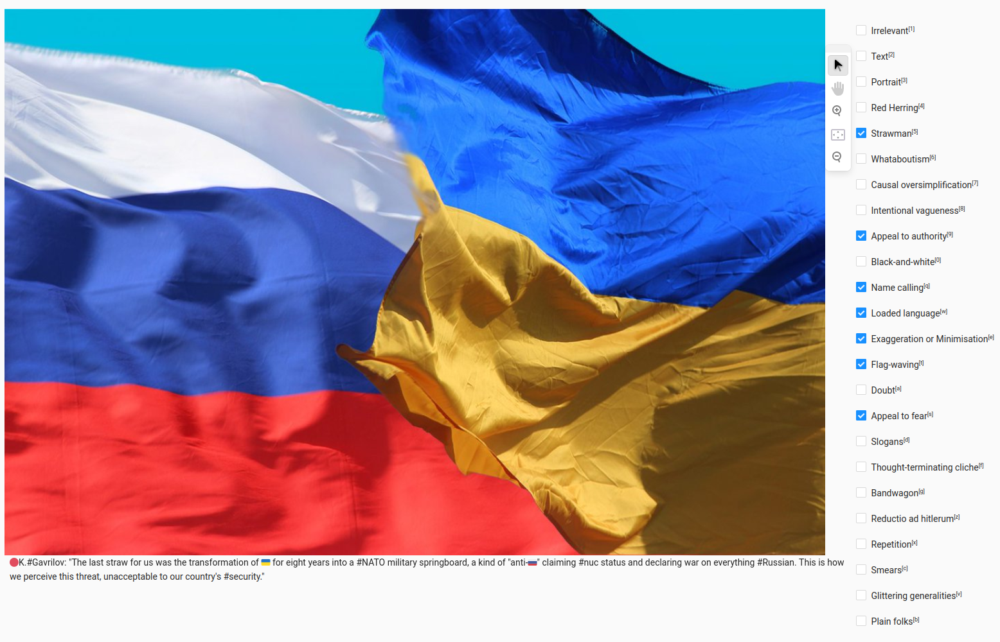 Irrelevant[1]
Text[2]
Portrait[3]
Red Herring[4]
Strawman[5]
Whataboutism[6]
Causal oversimplification[7]
Intentional vagueness[8]
Appeal to authority[9]
Black-and-white[0]
Name calling[q]
Loaded language[w]
Exaggeration or Minimisation[e]
Flag-waving[t]
Doubt[a]
Appeal to fear[s]
Slogans[d]
Thought-terminating cliche[f]
Bandwagon[g]
Reductio ad hitlerum[z]
Repetition[x]
Smears[c]
Glittering generalities[v]
Plain folks[b]
🔴K.#Gavrilov: "The last straw for us was the transformation of 🇺🇦 for eight years into a #NATO military springboard, a kind of "anti-🇷🇺" claiming #nuc status and declaring war on everything #Russian. This is how
we perceive this threat, unacceptable to our country's #security."